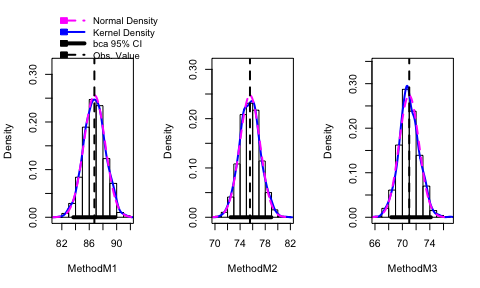 Normal Density
Kernel Density
bca 95% CI
Obs. Value
Density
0.00 0.10 0.20 0.30
82 86 90
MethodM1
Density
0.00 0.10 0.20 0.30
70 74 78 82
MethodM2
Density
0.00 0.10 0.20 0.30
66 70 74
MethodM3